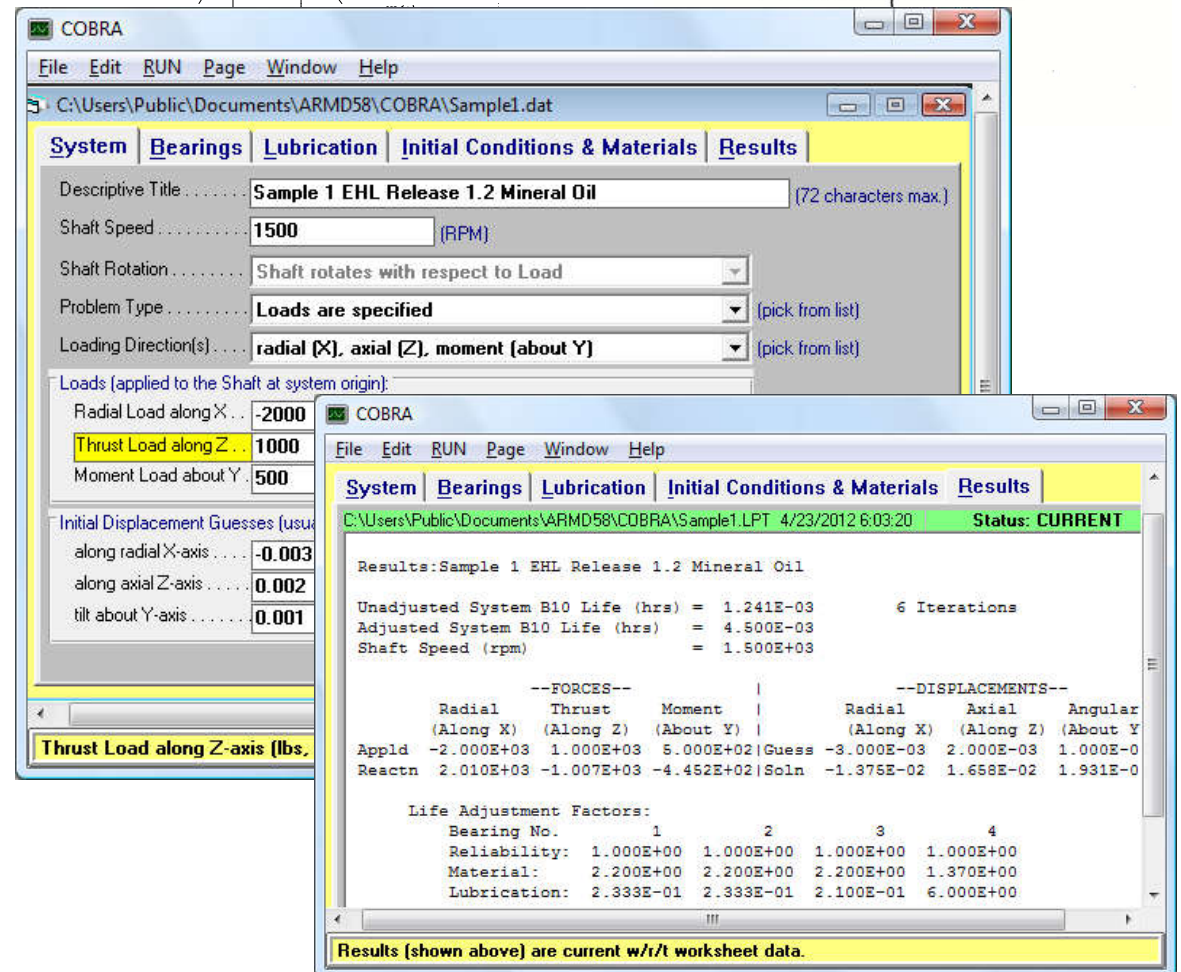 COBRA
File Edit RUN Page Window Help
C:\Users\Public\Documents\ARMD58\COBRA\Sample1.dat
System Bearings Lubrication Initial Conditions & Materials Results
Descriptive Title . . . . . . . Sample 1 EHL Release 1.2 Mineral Oil (72 characters max.)
Shaft Speed . . . . . . . . . . 1500 (RPM)
Shaft Rotation . . . . . . . . Shaft rotates with respect to Load
Problem Type . . . . . . . . . Loads are specified (pick from list)
Loading Direction(s) . . . . radial (X), axial (Z), moment (about Y) (pick from list)
Loads (applied to the Shaft at system origin):
Radial Load along X . . -2000
Thrust Load along Z . . 1000
Moment Load about Y . 500
Initial Displacement Guesses (usu
along radial X-axis . . . . -0.003
along axial Z-axis . . . . . 0.002
tilt about Y-axis . . . . . . . 0.001
Thrust Load along Z-axis (lbs,
COBRA
File Edit RUN Page Window Help
System Bearings Lubrication Initial Conditions & Materials Results
C:\Users\Public\Documents\ARMD58\COBRA\Sample1.LPT 4/23/2012 6:03:20 Status: CURRENT
Results:Sample 1 EHL Release 1.2 Mineral Oil
Unadjusted System B10 Life (hrs) = 1.241E-03 6 Iterations
Adjusted System B10 Life (hrs) = 4.500E-03
Shaft Speed (rpm) = 1.500E+03
--FORCES-- | --DISPLACEMENTS--
Radial Thrust Moment | Radial Axial Angular
(Along X) (Along Z) (About Y) | (Along X) (Along Z) (About Y
Appld -2.000E+03 1.000E+03 5.000E+02|Guess -3.000E-03 2.000E-03 1.000E-0
Reactn 2.010E+03 -1.007E+03 -4.452E+02|Soln -1.375E-02 1.658E-02 1.931E-0
Life Adjustment Factors:
Bearing No. 1 2 3 4
Reliability: 1.000E+00 1.000E+00 1.000E+00 1.000E+00
Material: 2.200E+00 2.200E+00 2.200E+00 1.370E+00
Lubrication: 2.333E-01 2.333E-01 2.100E-01 6.000E+00
Results (shown above) are current w/r/t worksheet data.